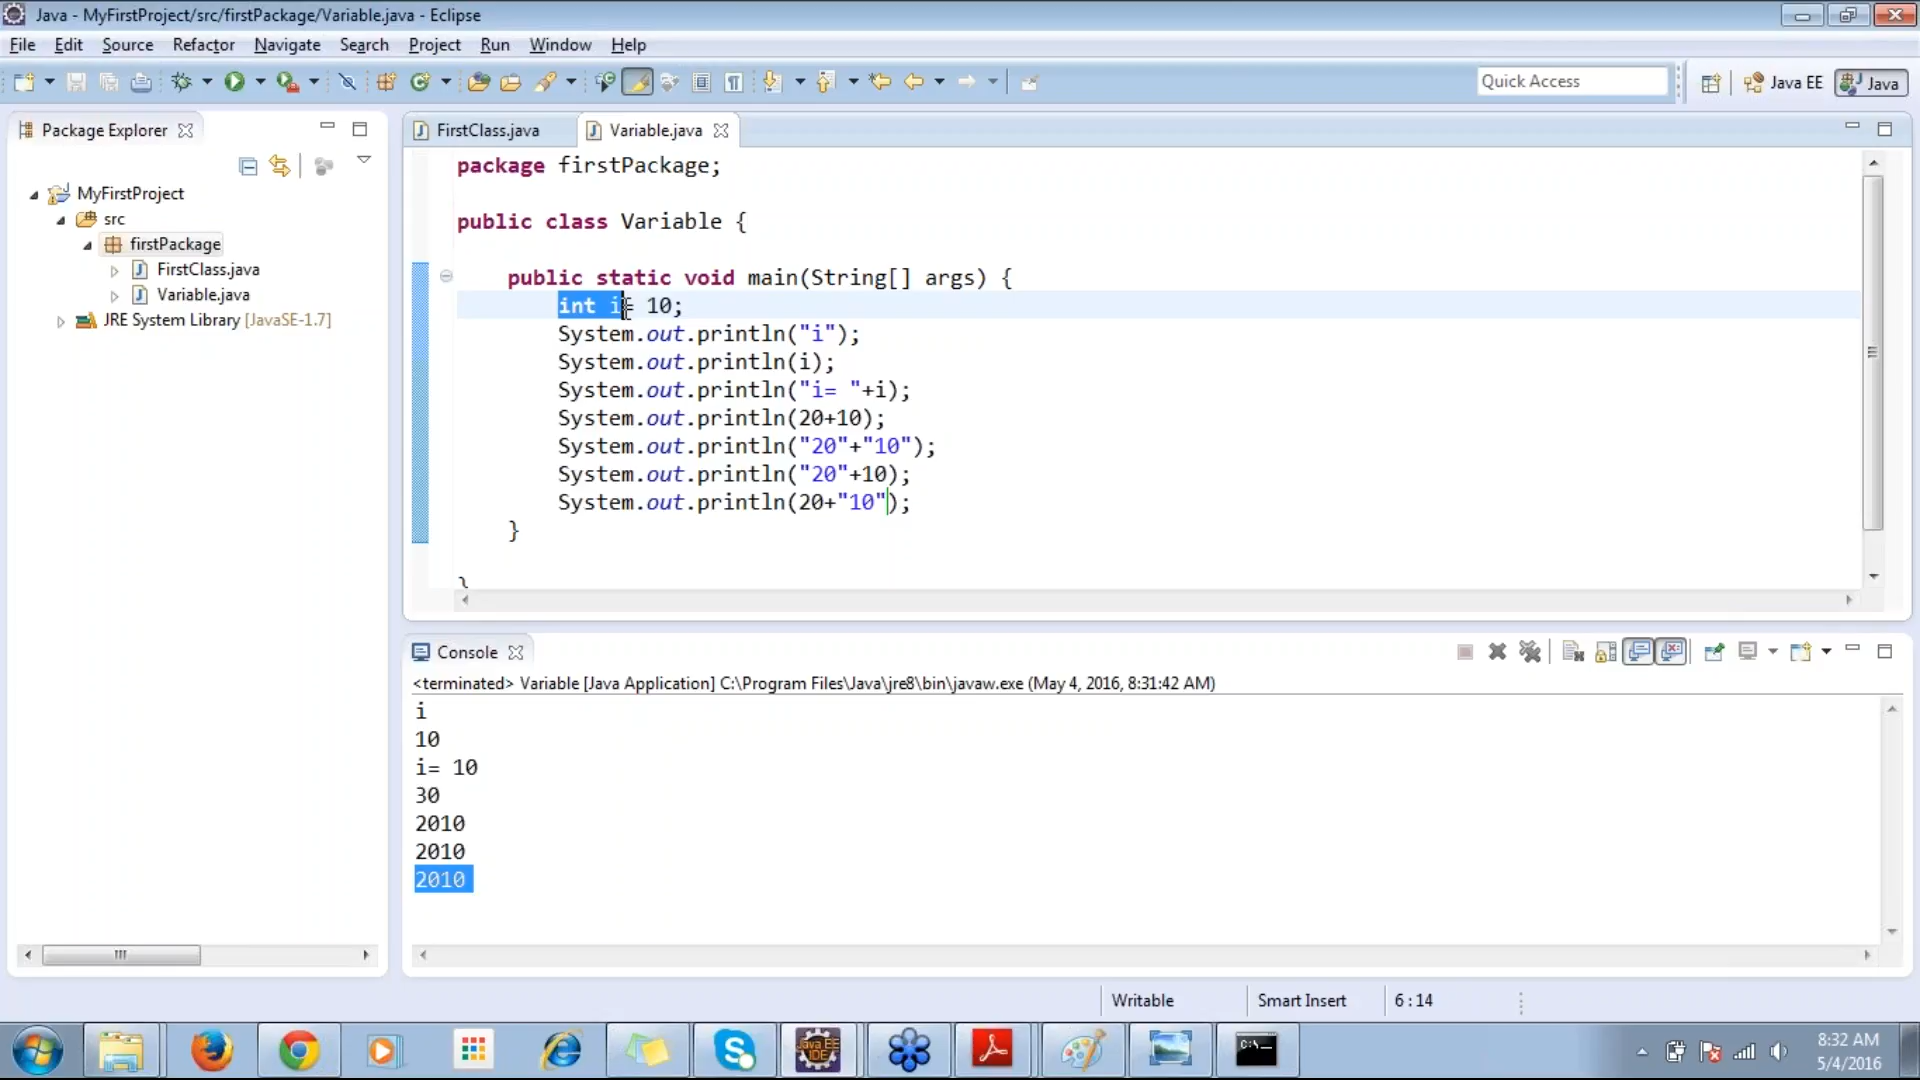 Java - MyFirstProject/src/firstPackage/Variable.java - Eclipse
File Edit Source Refactor Navigate Search Project Run Window Help
Quick Access
Java EE
Java
Package Explorer
MyFirstProject
src
firstPackage
FirstClass.java
Variable.java
JRE System Library [JavaSE-1.7]
FirstClass.java
Variable.java
package firstPackage;
public class Variable {
public static void main(String[] args) {
int i= 10;
System.out.println("i");
System.out.println(i);
System.out.println("i= "+i);
System.out.println(20+10);
System.out.println("20"+"10");
System.out.println("20"+10);
System.out.println(20+"10");
}
}
Console
<terminated> Variable [Java Application] C:\Program Files\Java\jre8\bin\javaw.exe (May 4, 2016, 8:31:42 AM)
i
10
i= 10
30
2010
2010
2010
Writable
Smart Insert
6 : 14
Java EE
IDE
C:\_
8:32 AM
5/4/2016